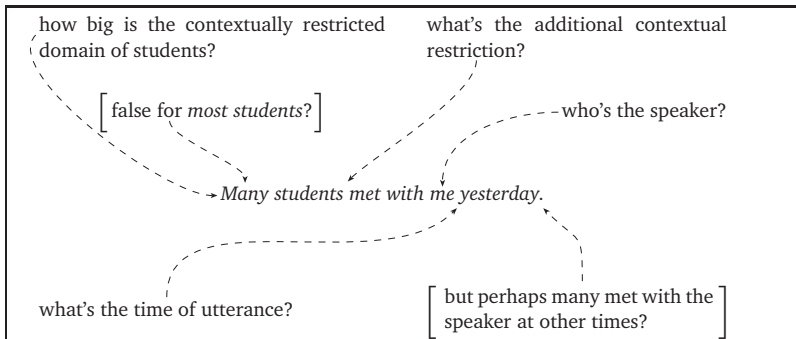 how big is the contextually restricted
domain of students?
what's the additional contextual
restriction?
[false for most students?]
who's the speaker?
Many students met with me yesterday.
what's the time of utterance?
[but perhaps many met with the
speaker at other times?]